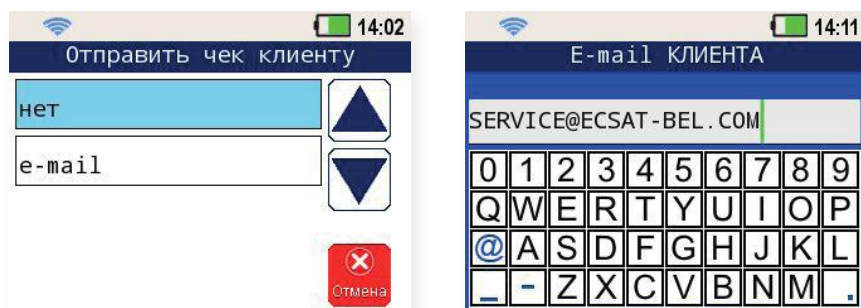 14:02
Отправить чек клиенту
нет
e-mail
Отмена
14:11
E-mail КЛИЕНТА
SERVICE@ECSAT-BEL.COM
0 1 2 3 4 5 6 7 8 9
Q W E R T Y U I O P
@ A S D F G H J K L
_ - Z X C V B N M .